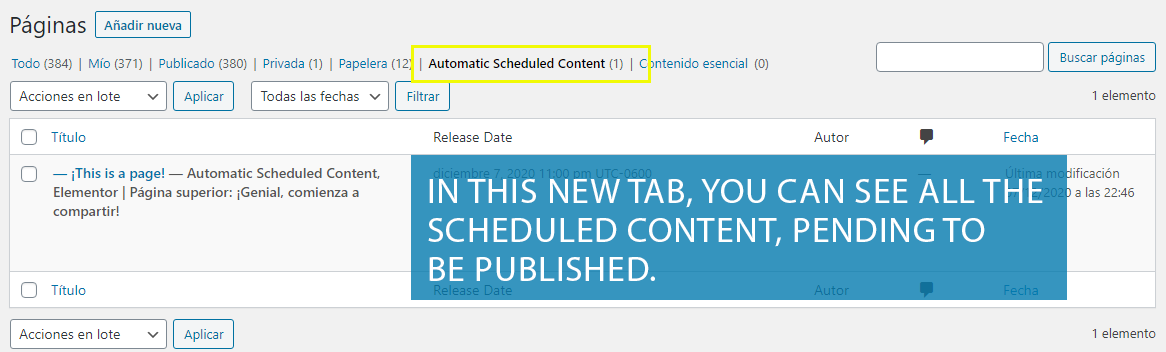 Páginas Añadir nueva
Todo (384) | Mío (371) | Publicado (380) | Privada (1) | Papelera (12) | Automatic Scheduled Content (1) | Contenido esencial (0) Buscar páginas
Acciones en lote Aplicar Todas las fechas Filtrar 1 elemento
Título Release Date Autor Fecha
— ¡This is a page! — Automatic Scheduled Content, diciembre 7, 2020 11:00 pm UTC-0600 — Última modificación
Elementor | Página superior: ¡Genial, comienza a a las 22:46
compartir!
IN THIS NEW TAB, YOU CAN SEE ALL THE
SCHEDULED CONTENT, PENDING TO
BE PUBLISHED.
Título Release Date Autor Fecha
Acciones en lote Aplicar 1 elemento